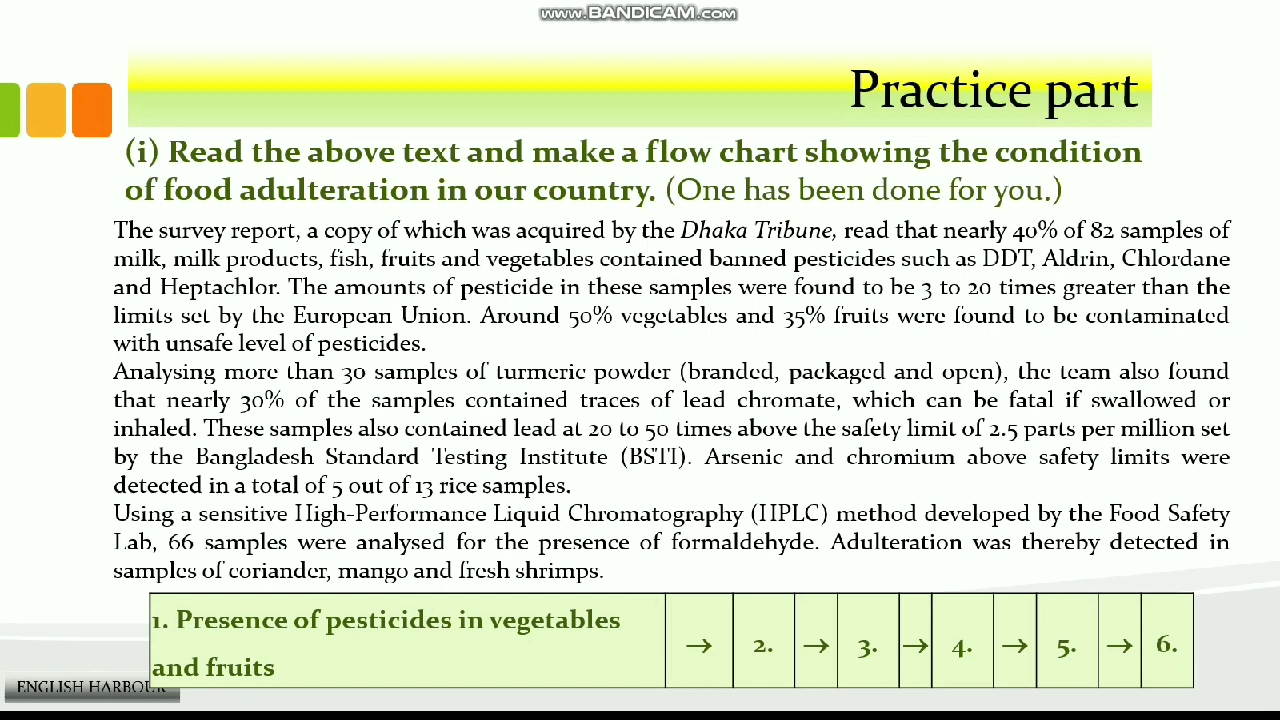 www.BANDICAM.com
Practice part
(i) Read the above text and make a flow chart showing the condition
of food adulteration in our country. (One has been done for you.)
The survey report, a copy of which was acquired by the Dhaka Tribune, read that nearly 40% of 82 samples of
milk, milk products, fish, fruits and vegetables contained banned pesticides such as DDT, Aldrin, Chlordane
and Heptachlor. The amounts of pesticide in these samples were found to be 3 to 20 times greater than the
limits set by the European Union. Around 50% vegetables and 35% fruits were found to be contaminated
with unsafe level of pesticides.
Analysing more than 30 samples of turmeric powder (branded, packaged and open), the team also found
that nearly 30% of the samples contained traces of lead chromate, which can be fatal if swallowed or
inhaled. These samples also contained lead at 20 to 50 times above the safety limit of 2.5 parts per million set
by the Bangladesh Standard Testing Institute (BSTI). Arsenic and chromium above safety limits were
detected in a total of 5 out of 13 rice samples.
Using a sensitive High-Performance Liquid Chromatography (HPLC) method developed by the Food Safety
Lab, 66 samples were analysed for the presence of formaldehyde. Adulteration was thereby detected in
samples of coriander, mango and fresh shrimps.
1. Presence of pesticides in vegetables
and fruits
→ 2. → 3. → 4. → 5. → 6.
ENGLISH HARBOUR